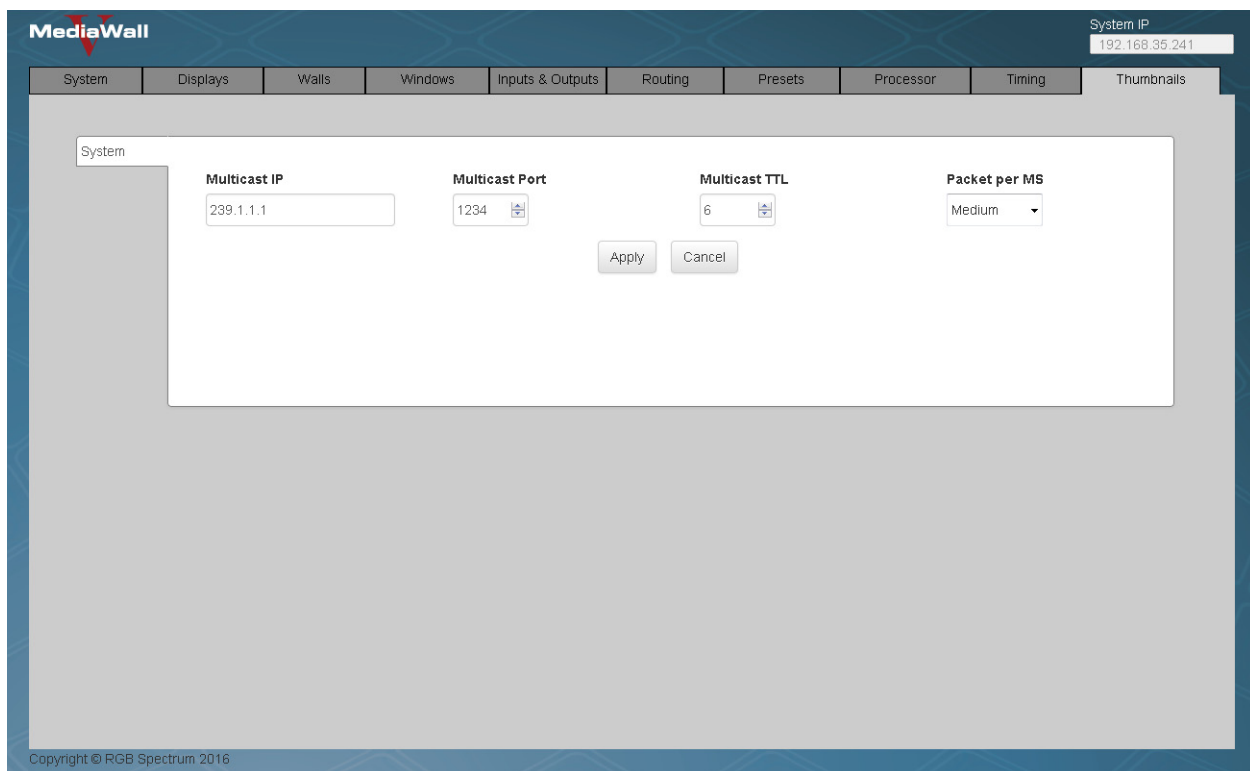 MediaWall
V
System IP
192.168.35.241
System Displays Walls Windows Inputs & Outputs Routing Presets Processor Timing Thumbnails
System
Multicast IP Multicast Port Multicast TTL Packet per MS
239.1.1.1 1234 6 Medium
Apply Cancel
Copyright © RGB Spectrum 2016